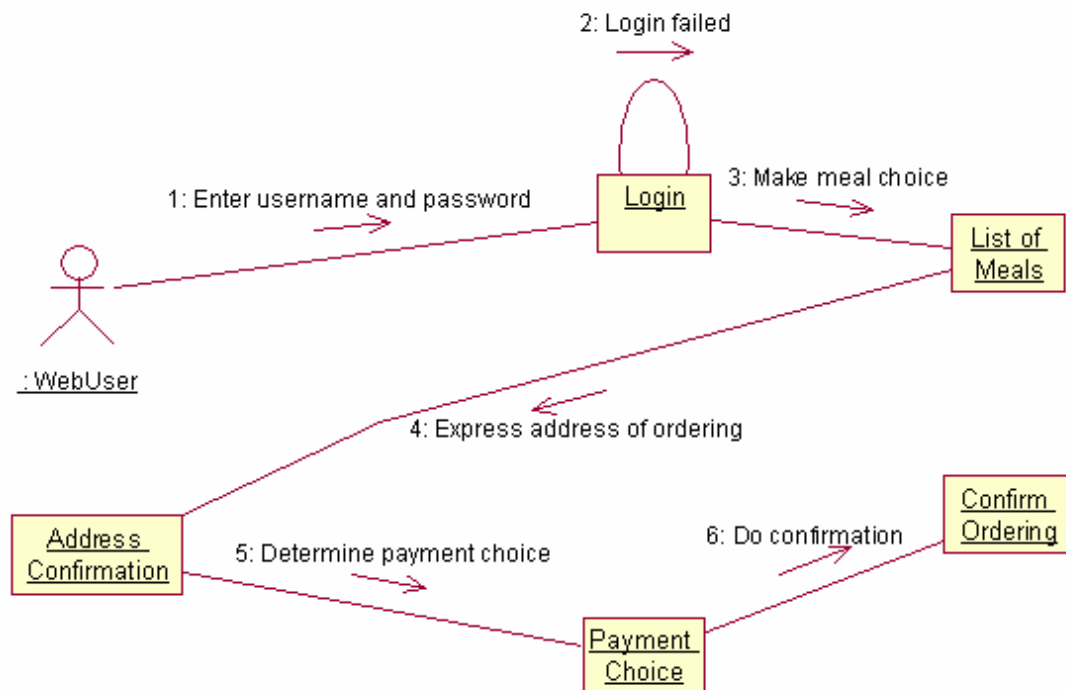 2: Login failed
1: Enter username and password
Login
3: Make meal choice
List of
Meals
: WebUser
4: Express address of ordering
Address
Confirmation
5: Determine payment choice
6: Do confirmation
Confirm
Ordering
Payment
Choice